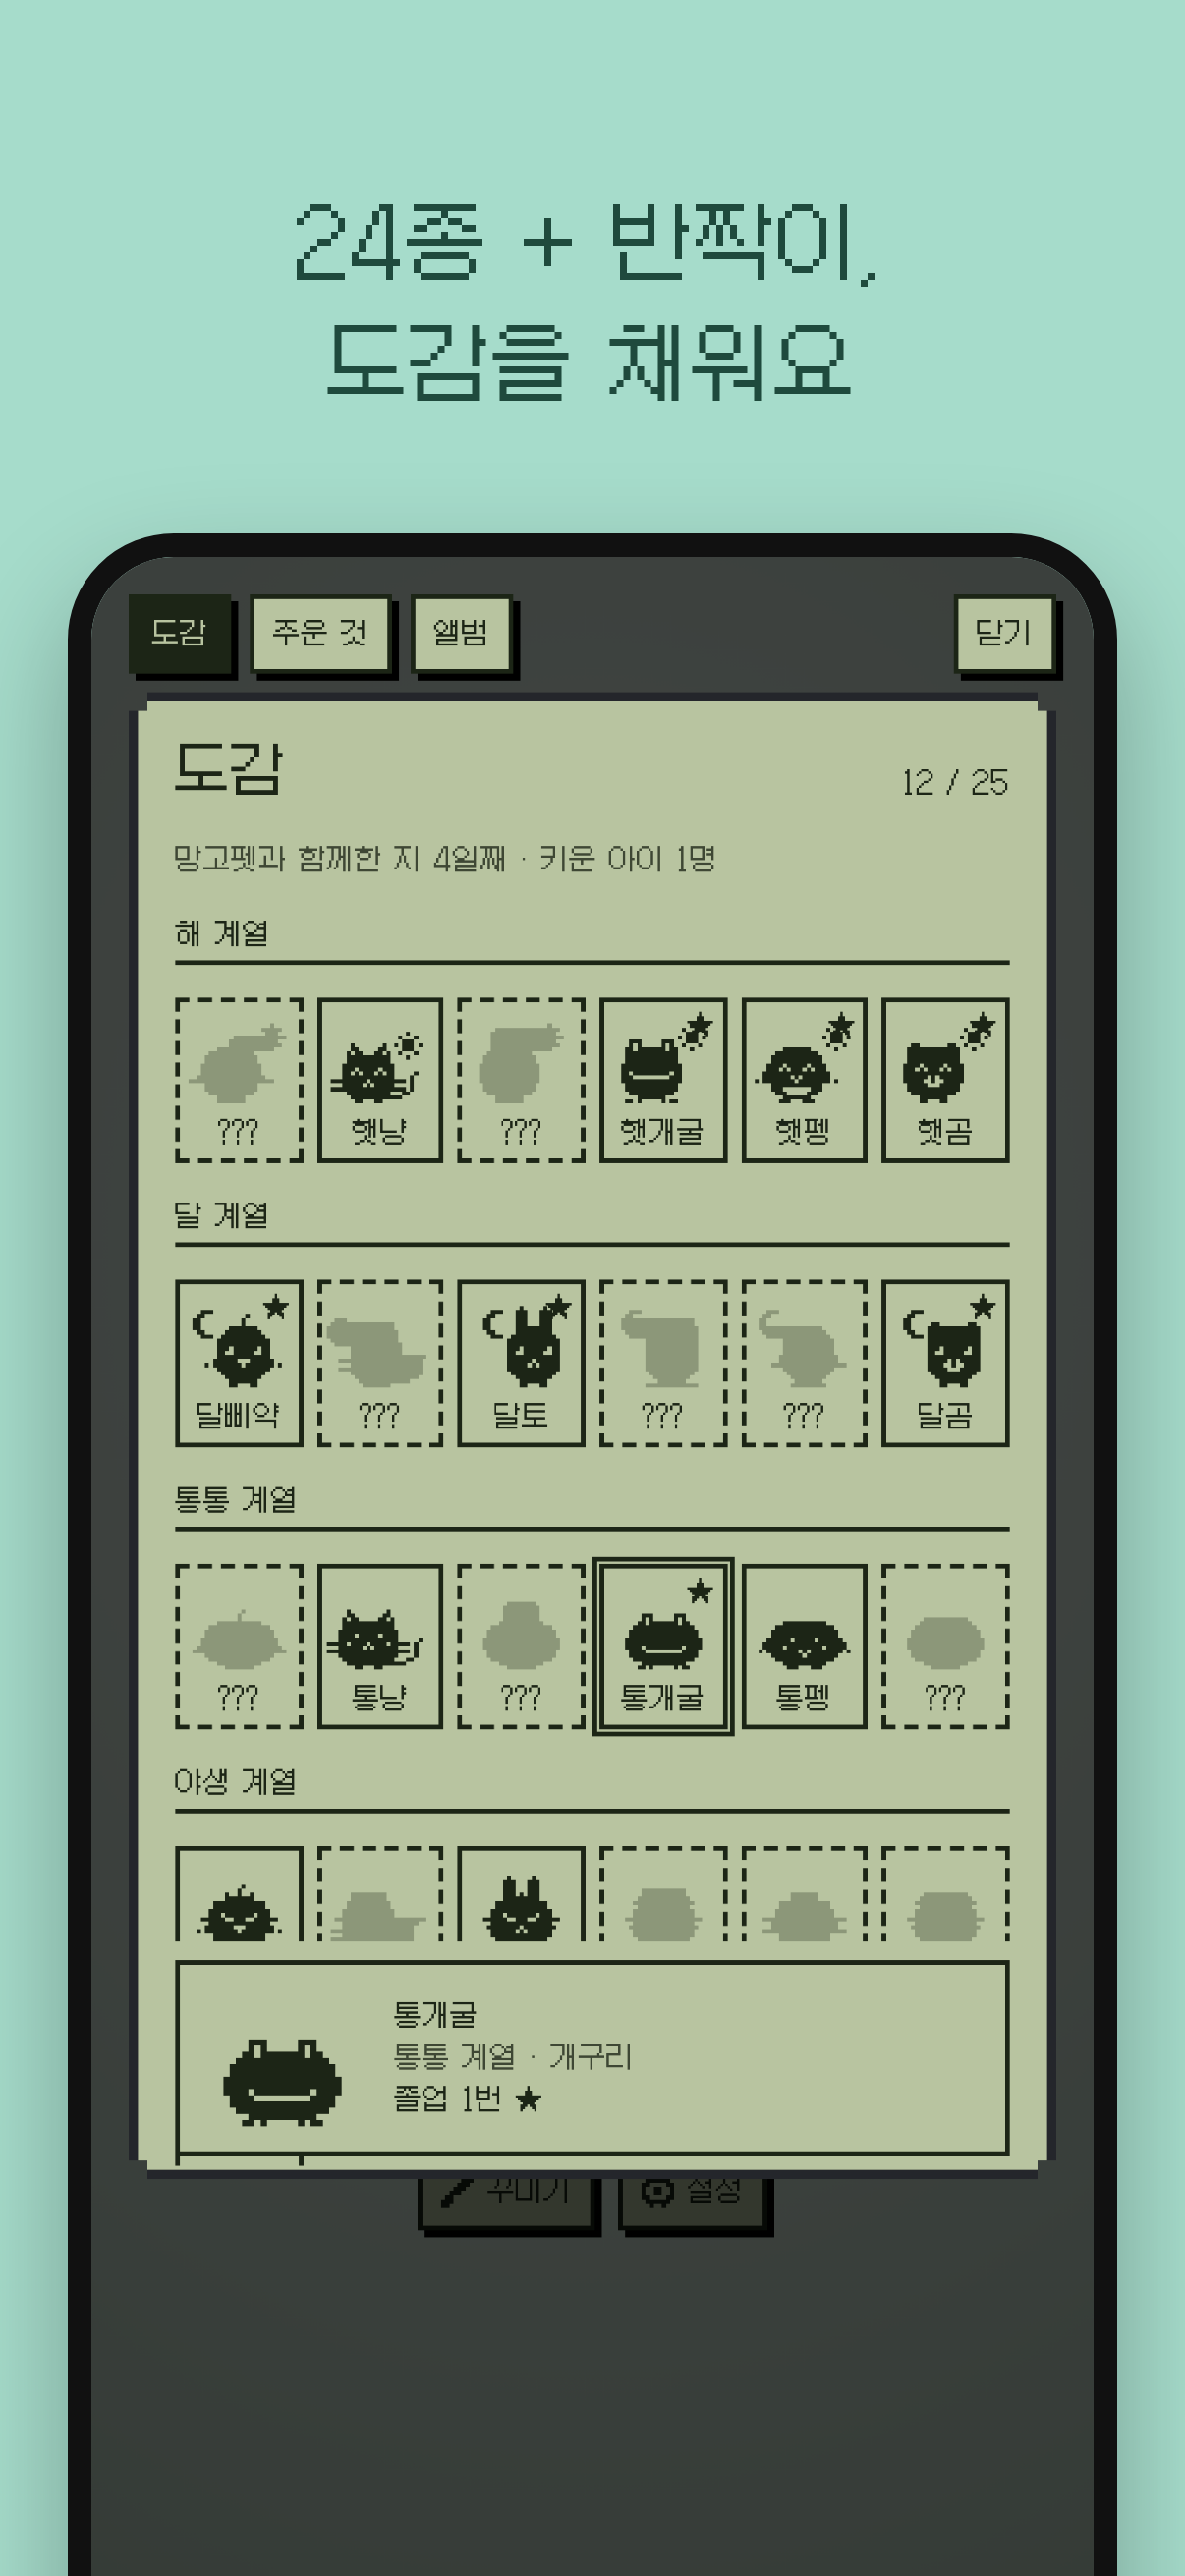 24종 + 반짝이,
도감을 채워요
도감 주운 것 앨범 닫기
도감 12 / 25
망고펫과 함께한 지 4일째 · 키운 아이 1명
해 계열
??? 햇냥 ??? 햇개굴 햇펭 햇곰
달 계열
달삐약 ??? 달토 ??? ??? 달곰
통통 계열
??? 통냥 ??? 통개굴 통펭 ???
야생 계열
통개굴
통통 계열 · 개구리
졸업 1번 ★
꾸미기 설정